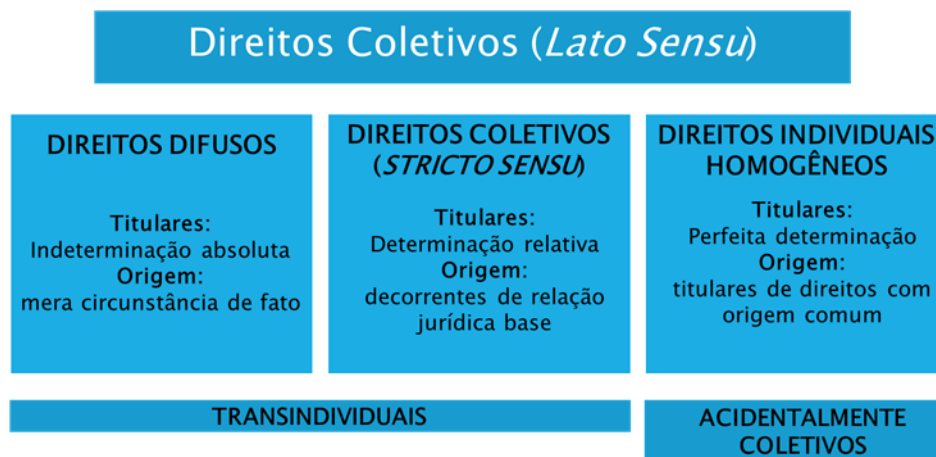 Direitos Coletivos (Lato Sensu)
DIREITOS DIFUSOS
Titulares:
Indeterminação absoluta
Origem:
mera circunstância de fato
DIREITOS COLETIVOS
(STRICTO SENSU)
Titulares:
Determinação relativa
Origem:
decorrentes de relação
jurídica base
DIREITOS INDIVIDUAIS
HOMOGÊNEOS
Titulares:
Perfeita determinação
Origem:
titulares de direitos com
origem comum
TRANSINDIVIDUAIS
ACIDENTALMENTE
COLETIVOS